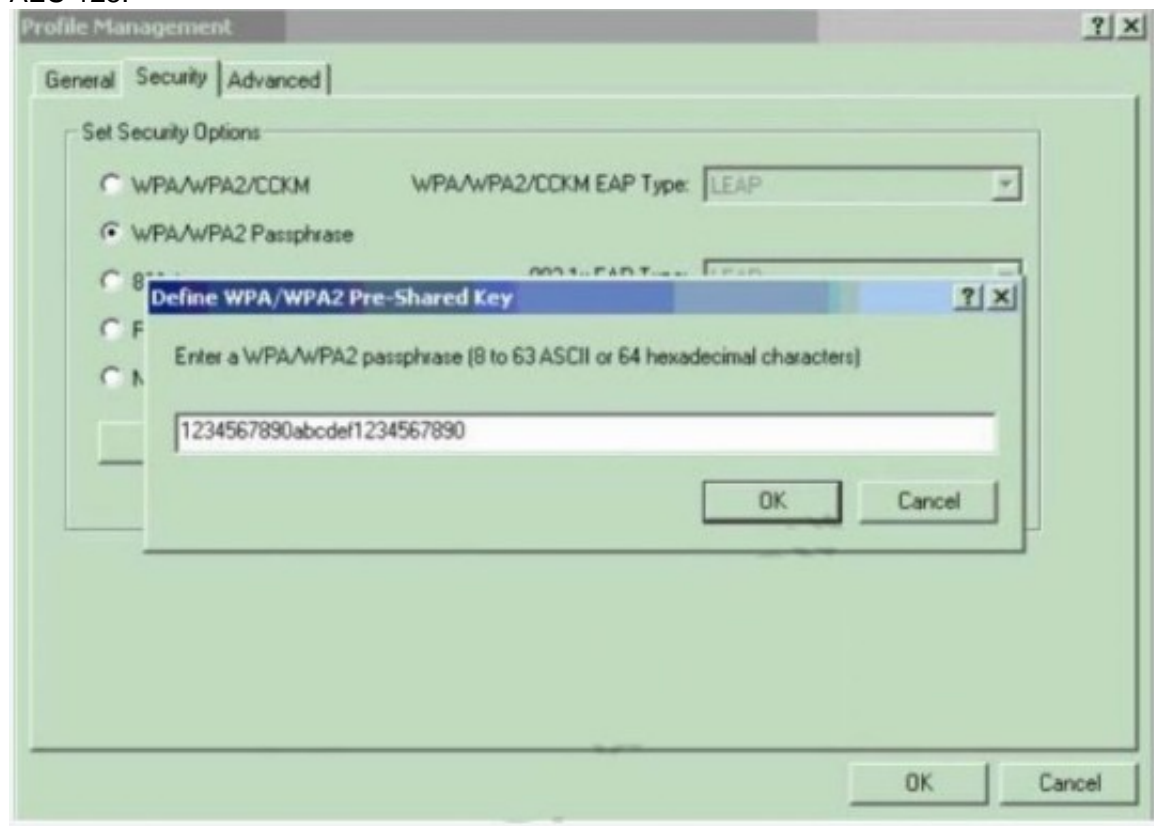 Profile Management
General Security Advanced
Set Security Options
WPA/WPA2/CCKM WPA/WPA2/CCKM EAP Type: LEAP
WPA/WPA2 Passphrase
Define WPA/WPA2 Pre-Shared Key
Enter a WPA/WPA2 passphrase (8 to 63 ASCII or 64 hexadecimal characters)
1234567890abcdef1234567890
OK Cancel
OK Cancel